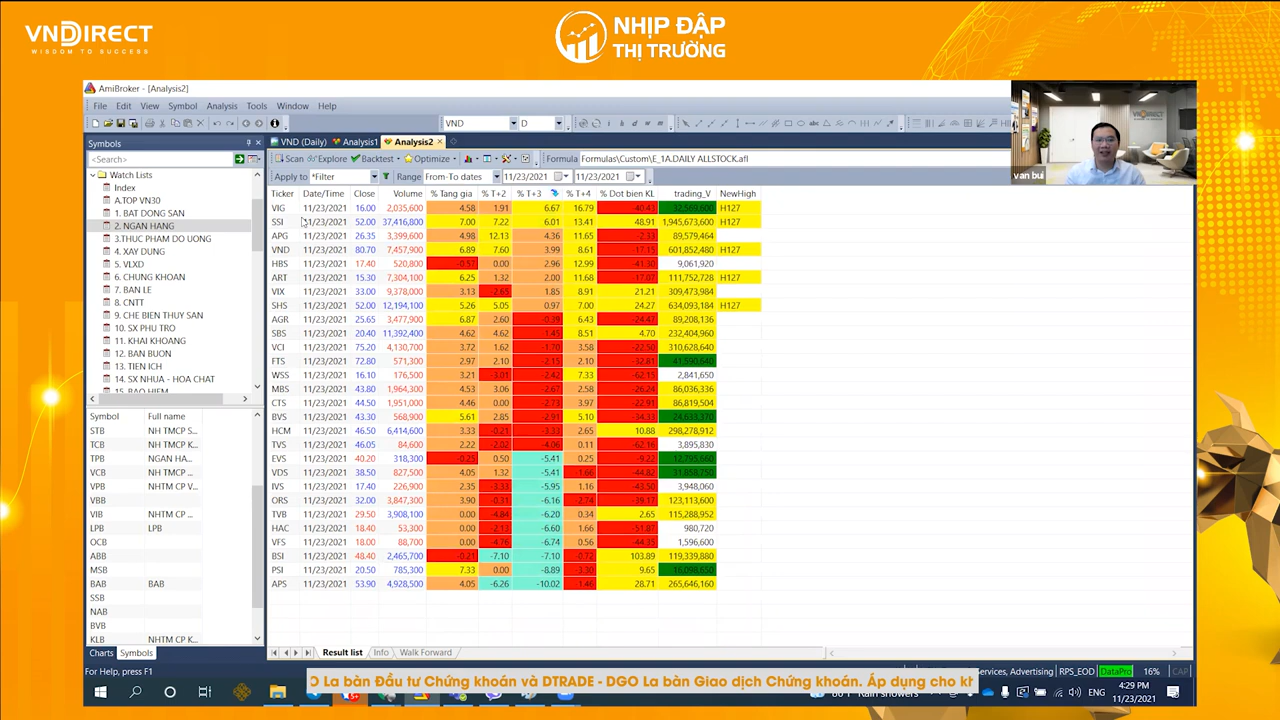 VNDIRECT
WISDOM TO SUCCESS
NHỊP ĐẬP
THỊ TRƯỜNG
AmiBroker - [Analysis2]
File Edit View Symbol Analysis Tools Window Help
VND D
Symbols
VND (Daily) Analysis1 Analysis2
<Search>
Scan Explore Backtest Optimize Formula Formulas\Custom\E_1A.DAILY ALLSTOCK.afl
Apply to *Filter Range From-To dates 11/23/2021 11/23/2021
van bui
Watch Lists
Index
A.TOP VN30
1. BAT DONG SAN
2. NGAN HANG
3.THUC PHAM DO UONG
4. XAY DUNG
5. VLXD
6. CHUNG KHOAN
7. BAN LE
8. CNTT
9. CHE BIEN THUY SAN
10. SX PHU TRO
11. KHAI KHOANG
12. BAN BUON
13. TIEN ICH
14. SX NHUA - HOA CHAT
15. BAO HIEM
Symbol Full name
STB NH TMCP S...
TCB NH TMCP K...
TPB NGAN HA...
VCB NH TMCP ...
VPB NHTM CP V...
VBB
VIB NHTM CP ...
LPB LPB
OCB
ABB
MSB
BAB BAB
SSB
NAB
BVB
KLB NHTM CP K...
Charts Symbols
Ticker Date/Time Close Volume % Tang gia % T+2 % T+3 % T+4 % Dot bien KL trading_V NewHigh
VIG 11/23/2021 16.00 2,035,600 4.58 1.91 6.67 16.79 -40.43 32,569,600 H127
SSI 11/23/2021 52.00 37,416,800 7.00 7.22 6.01 13.41 48.91 1,945,673,600 H127
APG 11/23/2021 26.35 3,399,600 4.98 12.13 4.36 11.65 -2.33 89,579,464
VND 11/23/2021 80.70 7,457,900 6.89 7.60 3.99 8.61 -17.15 601,852,480 H127
HBS 11/23/2021 17.40 520,800 -0.57 0.00 2.96 12.99 -41.30 9,061,920
ART 11/23/2021 15.30 7,304,100 6.25 1.32 2.00 11.68 -17.07 111,752,728 H127
VIX 11/23/2021 33.00 9,378,000 3.13 -2.65 1.85 8.91 21.21 309,473,984
SHS 11/23/2021 52.00 12,194,100 5.26 5.05 0.97 7.00 24.27 634,093,184 H127
AGR 11/23/2021 25.65 3,477,900 6.87 2.60 -0.39 6.43 -24.47 89,208,136
SBS 11/23/2021 20.40 11,392,400 4.62 4.62 -1.45 8.51 4.70 232,404,960
VCI 11/23/2021 75.20 4,130,700 3.72 1.62 -1.70 3.58 -22.50 310,628,640
FTS 11/23/2021 72.80 571,300 2.97 2.10 -2.15 2.10 -32.81 41,590,640
WSS 11/23/2021 16.10 176,500 3.21 -3.01 -2.42 7.33 -62.15 2,841,650
MBS 11/23/2021 43.80 1,964,300 4.53 3.06 -2.67 2.58 -26.24 86,036,336
CTS 11/23/2021 44.50 1,951,000 4.46 0.00 -2.73 3.97 -22.91 86,819,504
BVS 11/23/2021 43.30 568,900 5.61 2.85 -2.91 5.10 -34.33 24,633,370
HCM 11/23/2021 46.50 6,414,600 3.33 -0.21 -3.33 2.65 10.88 298,278,912
TVS 11/23/2021 46.05 84,600 2.22 -2.02 -4.06 0.11 -62.16 3,895,830
EVS 11/23/2021 40.20 318,300 -0.25 0.50 -5.41 0.25 -9.22 12,795,660
VDS 11/23/2021 38.50 827,500 4.05 1.32 -5.41 -1.66 -44.82 31,858,750
IVS 11/23/2021 17.40 226,900 2.35 -3.33 -5.95 1.16 -43.50 3,948,060
ORS 11/23/2021 32.00 3,847,300 3.90 -0.31 -6.16 -2.74 -39.17 123,113,600
TVB 11/23/2021 29.50 3,908,100 0.00 -4.84 -6.20 0.34 2.65 115,288,952
HAC 11/23/2021 18.40 53,300 0.00 -2.13 -6.60 1.66 -51.87 980,720
VFS 11/23/2021 18.00 88,700 0.00 -4.76 -6.74 0.56 -44.35 1,596,600
BSI 11/23/2021 48.40 2,465,700 -0.21 -7.10 -7.10 -0.72 103.89 119,339,880
PSI 11/23/2021 20.50 785,300 7.33 0.00 -8.89 -3.30 9.65 16,098,650
APS 11/23/2021 53.90 4,928,500 4.05 -6.26 -10.02 -1.46 28.71 265,646,160
Result list Info Walk Forward
For Help, press F1
ervices, Advertising RPS_EOD DataPro 16% CAP
La bàn Đầu tư Chứng khoán và DTRADE - DGO La bàn Giao dịch Chứng khoán. Áp dụng cho
ENG 4:29 PM
11/23/2021